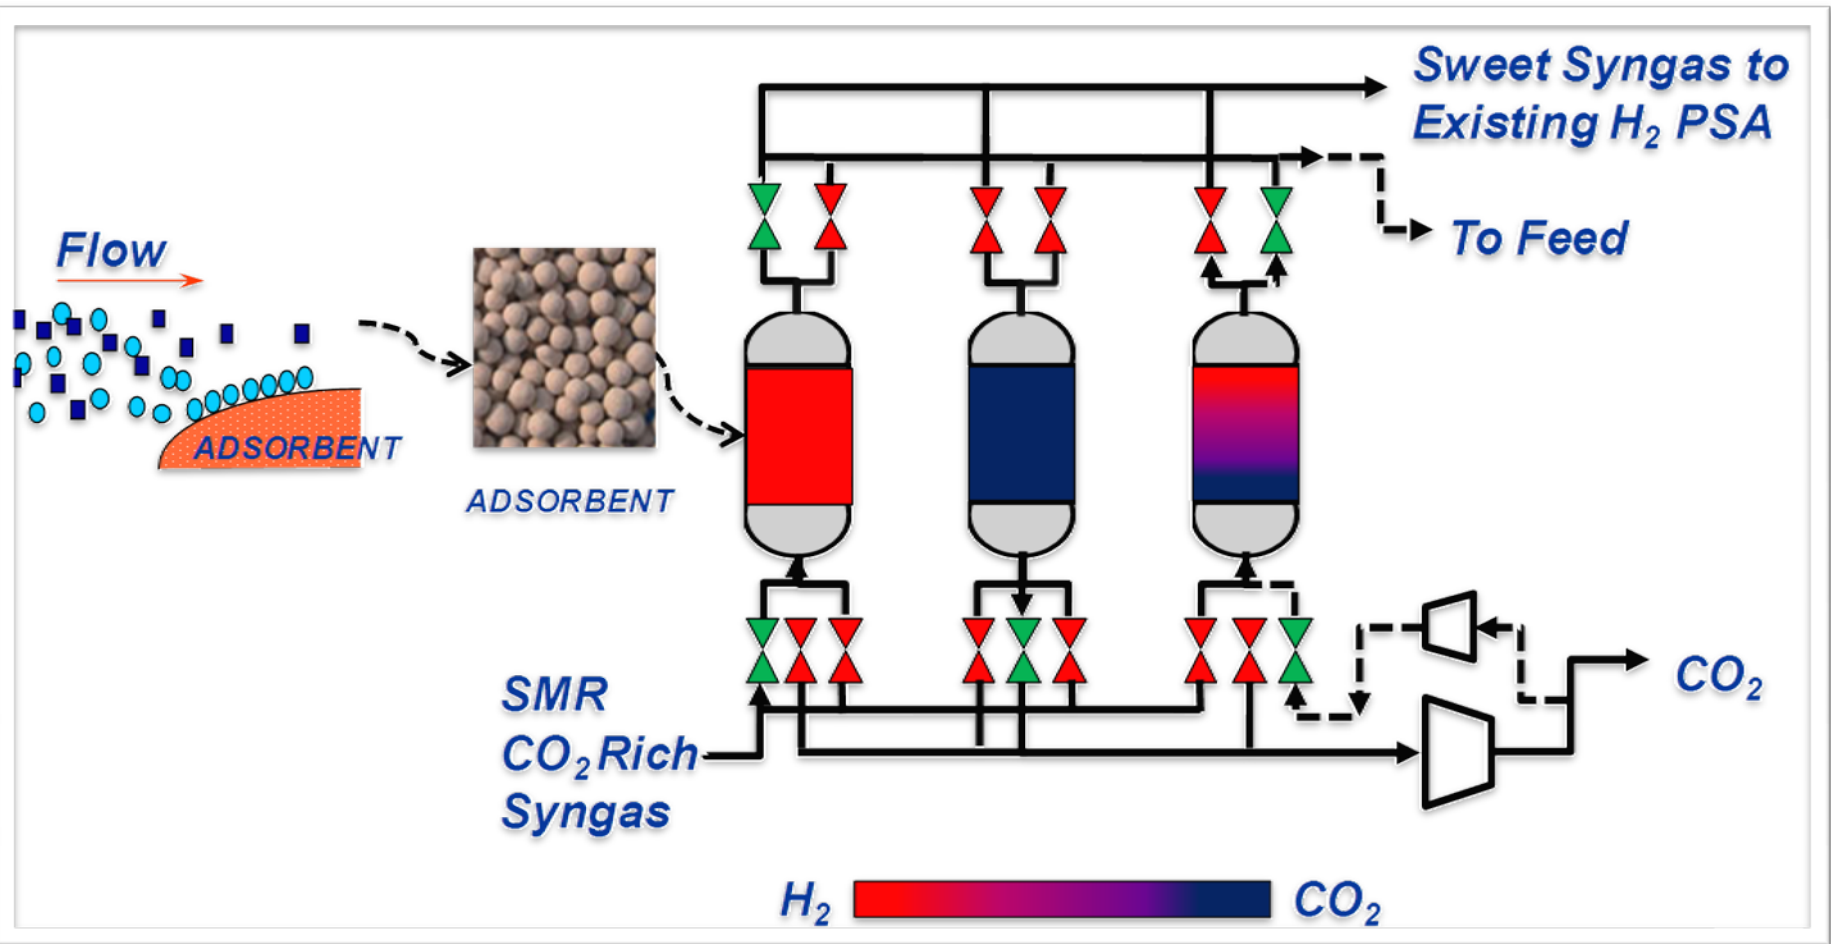 Sweet Syngas to
Existing H₂ PSA
To Feed
Flow
ADSORBENT
ADSORBENT
SMR
CO₂ Rich
Syngas
CO₂
H₂
CO₂